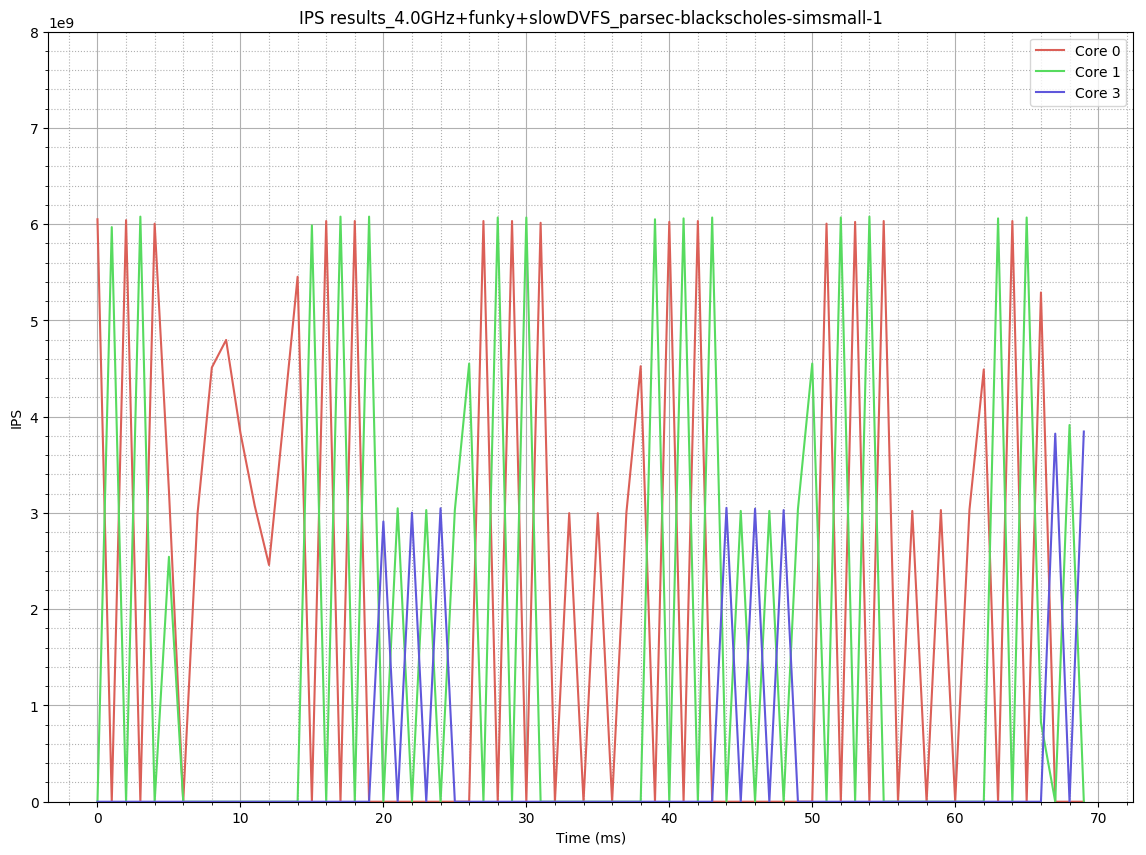 IPS results_4.0GHz+funky+slowDVFS_parsec-blackscholes-simsmall-1
1e9
Core 0
Core 1
Core 3
8
7
6
5
4
3
2
1
0
IPS
0 10 20 30 40 50 60 70
Time (ms)